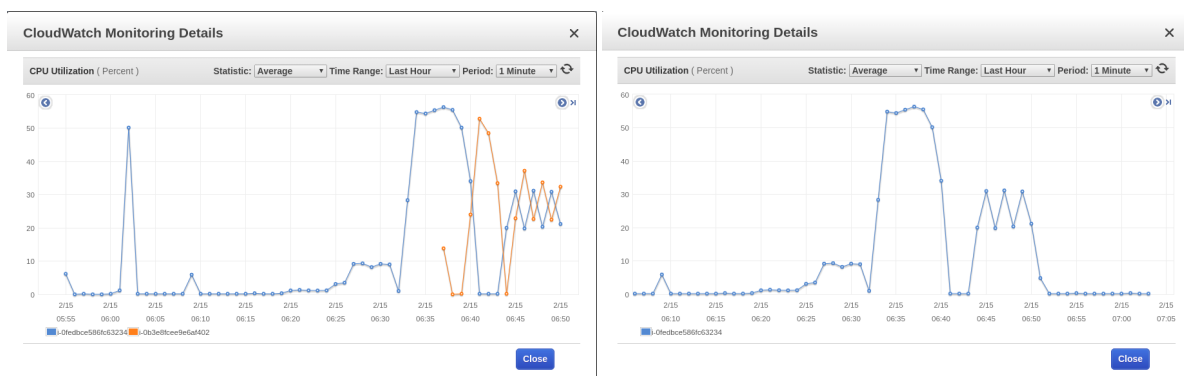 CloudWatch Monitoring Details ×
CPU Utilization ( Percent ) Statistic: Average Time Range: Last Hour Period: 1 Minute
60
50
40
30
20
10
0
2/15 2/15 2/15 2/15 2/15 2/15 2/15 2/15 2/15 2/15 2/15 2/15
05:55 06:00 06:05 06:10 06:15 06:20 06:25 06:30 06:35 06:40 06:45 06:50
i-0fedbce586fc63234 i-0b3e8fcee9e6af402
Close
CloudWatch Monitoring Details ×
CPU Utilization ( Percent ) Statistic: Average Time Range: Last Hour Period: 1 Minute
60
50
40
30
20
10
0
2/15 2/15 2/15 2/15 2/15 2/15 2/15 2/15 2/15 2/15 2/15 2/15
06:10 06:15 06:20 06:25 06:30 06:35 06:40 06:45 06:50 06:55 07:00 07:05
i-0fedbce586fc63234
Close